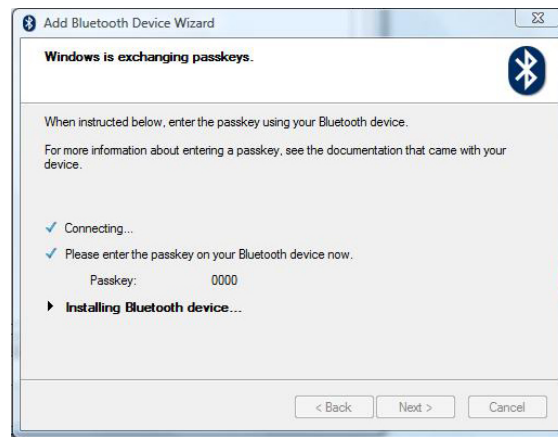 Add Bluetooth Device Wizard
Windows is exchanging passkeys.
When instructed below, enter the passkey using your Bluetooth device.
For more information about entering a passkey, see the documentation that came with your
device.
Connecting...
Please enter the passkey on your Bluetooth device now.
Passkey: 0000
Installing Bluetooth device...
< Back Next > Cancel